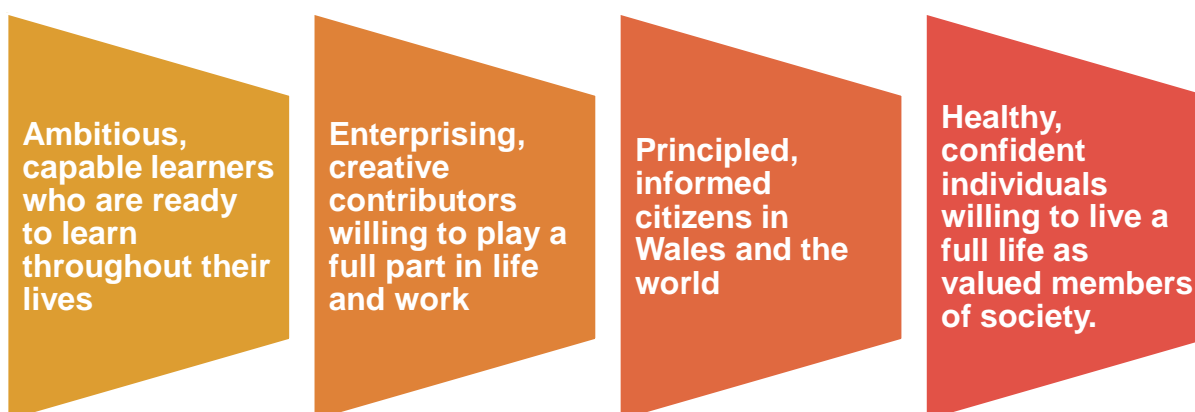 Ambitious,
capable learners
who are ready
to learn
throughout their
lives
Enterprising,
creative
contributors
willing to play a
full part in life
and work
Principled,
informed
citizens in
Wales and the
world
Healthy,
confident
individuals
willing to live a
full life as
valued members
of society.